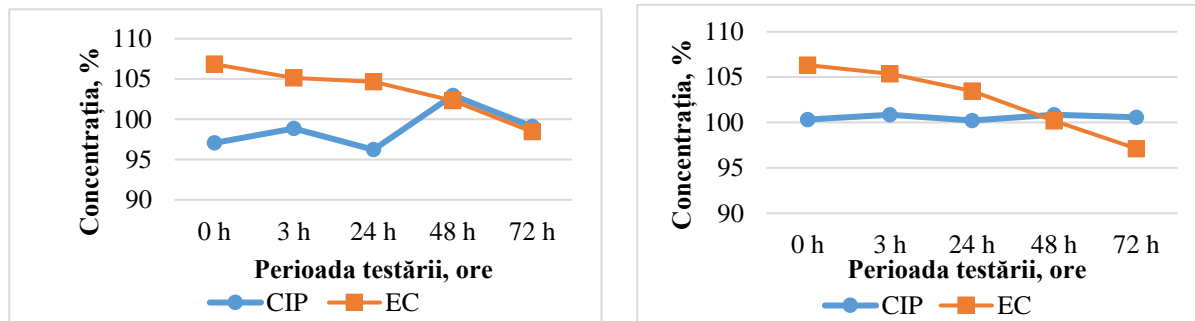 Concentrația, %
110
105
100
95
90
0 h 3 h 24 h 48 h 72 h
Perioada testării, ore
CIP EC
Concentrația, %
110
105
100
95
90
0 h 3 h 24 h 48 h 72 h
Perioada testării, ore
CIP EC